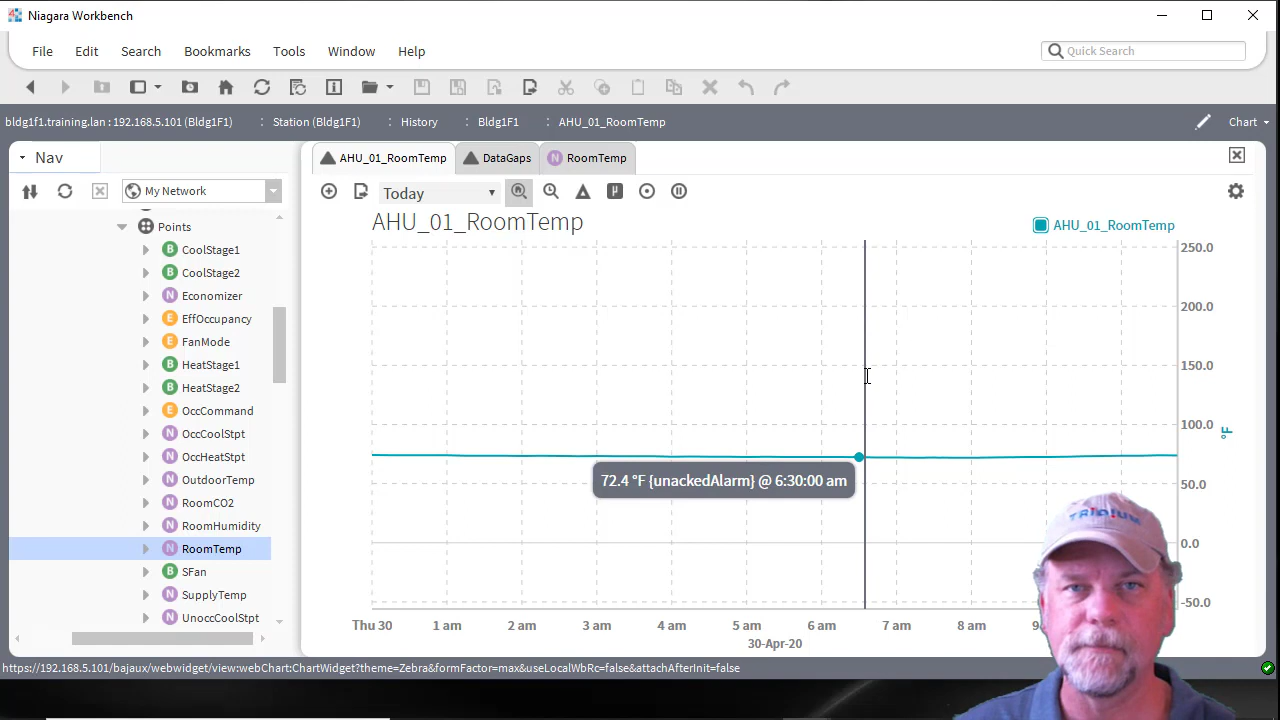 Niagara Workbench
File Edit Search Bookmarks Tools Window Help
Quick Search
bldg1f1.training.lan : 192.168.5.101 (Bldg1F1) : Station (Bldg1F1) : History : Bldg1F1 : AHU_01_RoomTemp
Chart
Nav
My Network
Points
B CoolStage1
B CoolStage2
N Economizer
E EffOccupancy
E FanMode
B HeatStage1
B HeatStage2
E OccCommand
N OccCoolStpt
N OccHeatStpt
N OutdoorTemp
N RoomCO2
N RoomHumidity
N RoomTemp
B SFan
N SupplyTemp
N UnoccCoolStpt
AHU_01_RoomTemp DataGaps N RoomTemp
Today
µ
AHU_01_RoomTemp
AHU_01_RoomTemp
250.0
200.0
150.0
100.0
50.0
0.0
-50.0
°F
72.4 °F {unackedAlarm} @ 6:30:00 am
Thu 30 1 am 2 am 3 am 4 am 5 am 6 am 7 am 8 am 9
30-Apr-20
TRIDIUM
https://192.168.5.101/bajaux/webwidget/view:webChart:ChartWidget?theme=Zebra&formFactor=max&useLocalWbRc=false&attachAfterInit=false